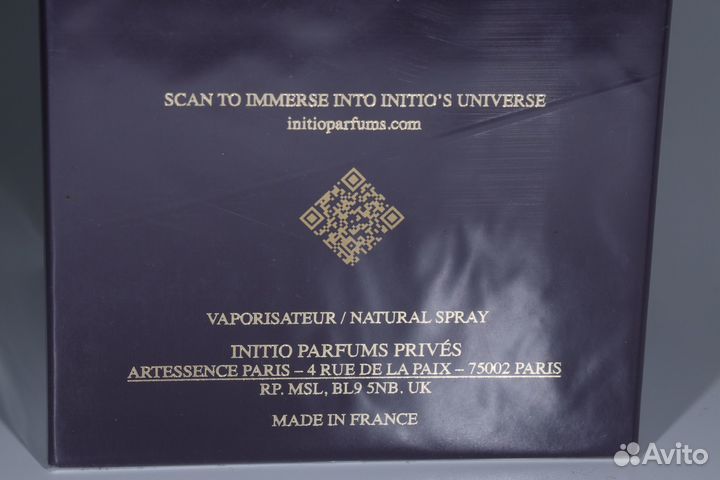 SCAN TO IMMERSE INTO INITIO'S UNIVERSE
initioparfums.com
VAPORISATEUR / NATURAL SPRAY
INITIO PARFUMS PRIVÉS
ARTESSENCE PARIS – 4 RUE DE LA PAIX – 75002 PARIS
RP. MSL, BL9 5NB. UK
MADE IN FRANCE
Avito